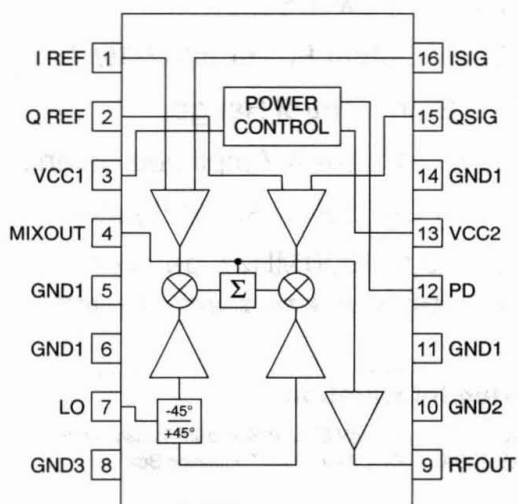 I REF 1
16 ISIG
Q REF 2
POWER
CONTROL
15 QSIG
VCC1 3
14 GND1
MIXOUT 4
13 VCC2
GND1 5
Σ
12 PD
GND1 6
11 GND1
LO 7
-45°
+45°
10 GND2
GND3 8
9 RFOUT